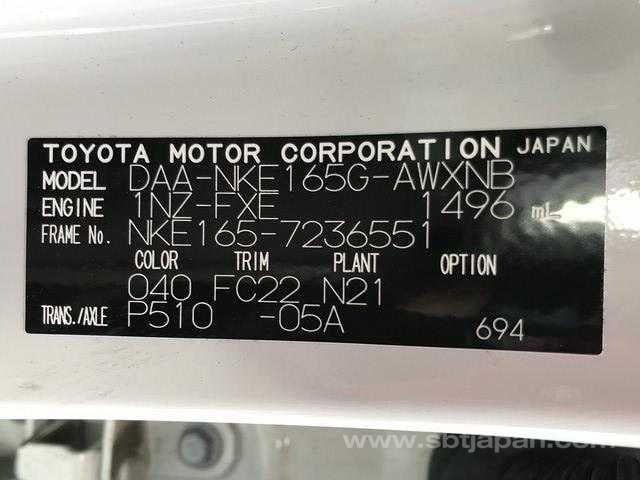 TOYOTA MOTOR CORPORATION JAPAN
MODEL DAA-NKE165G-AWXNB
ENGINE 1NZ-FXE 1496 mL
FRAME No. NKE165-7236551
COLOR TRIM PLANT OPTION
040 FC22 N21
TRANS./AXLE P510 -05A 694
www.sbtjapan.com